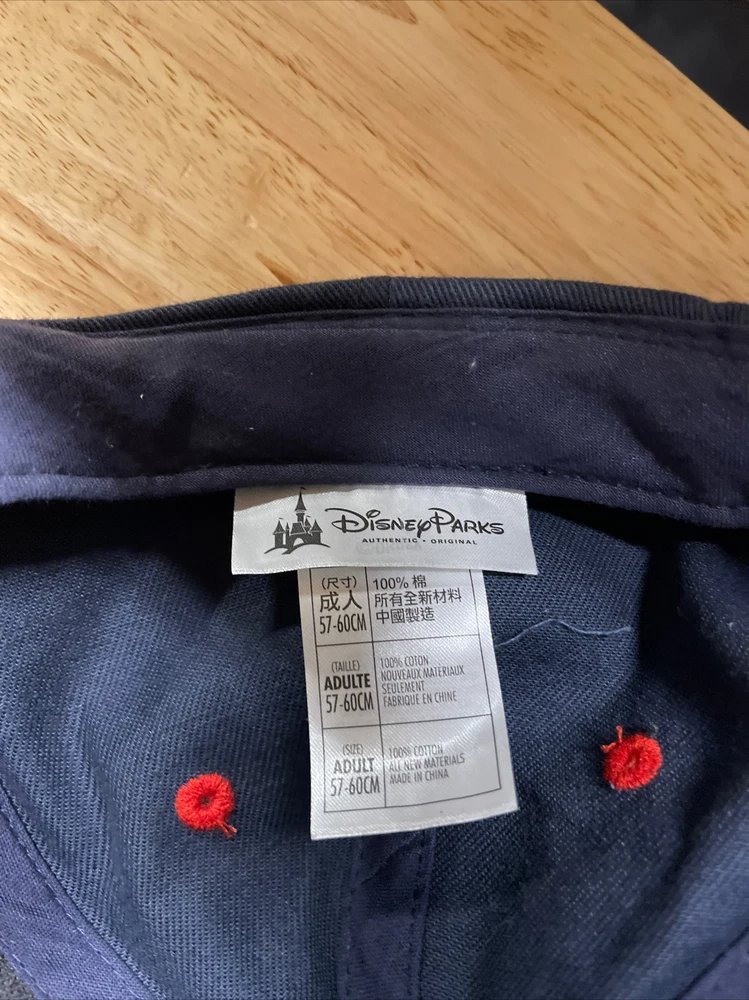 Disney Parks
AUTHENTIC • ORIGINAL
(尺寸)
成人
57-60CM
100% 棉
所有全新材料
中國製造
(TAILLE)
ADULTE
57-60CM
100% COTON
NOUVEAUX MATERIAUX
SEULEMENT
FABRIQUE EN CHINE
(SIZE)
ADULT
57-60CM
100% COTTON
ALL NEW MATERIALS
MADE IN CHINA